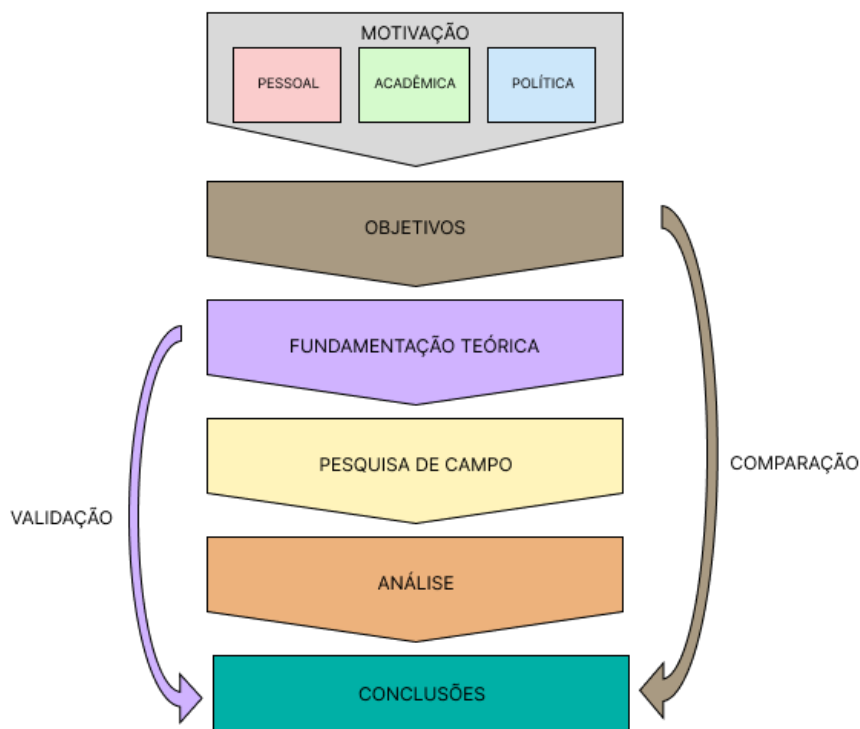 MOTIVAÇÃO
PESSOAL
ACADÊMICA
POLÍTICA
OBJETIVOS
FUNDAMENTAÇÃO TEÓRICA
PESQUISA DE CAMPO
COMPARAÇÃO
VALIDAÇÃO
ANÁLISE
CONCLUSÕES